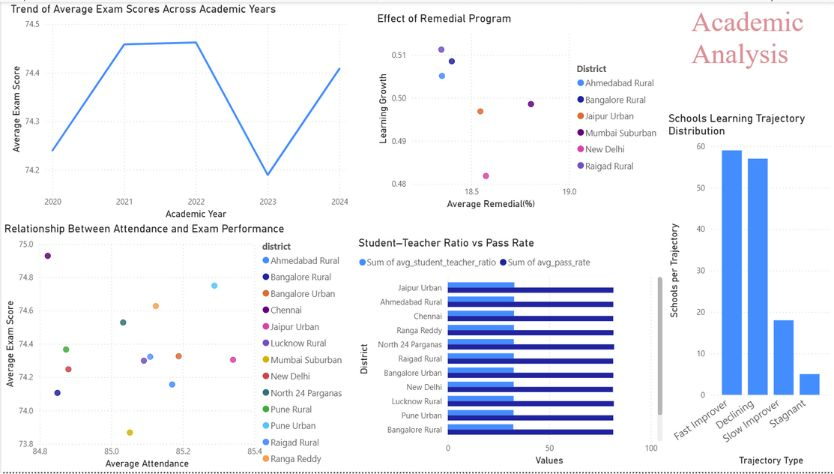 Trend of Average Exam Scores Across Academic Years
74.5
74.4
74.3
74.2
Average Exam Score
2020 2021 2022 2023 2024
Academic Year
Effect of Remedial Program
0.51
0.50
0.49
0.48
Learning Growth
18.5 19.0
Average Remedial(%)
District
Ahmedabad Rural
Bangalore Rural
Jaipur Urban
Mumbai Suburban
New Delhi
Raigad Rural
Academic
Analysis
Relationship Between Attendance and Exam Performance
75.0
74.8
74.6
74.4
74.2
74.0
73.8
Average Exam Score
84.8 85.0 85.2 85.4
Average Attendance
district
Ahmedabad Rural
Bangalore Rural
Bangalore Urban
Chennai
Jaipur Urban
Lucknow Rural
Mumbai Suburban
New Delhi
North 24 Parganas
Pune Rural
Pune Urban
Raigad Rural
Ranga Reddy
Student–Teacher Ratio vs Pass Rate
Sum of avg_student_teacher_ratio Sum of avg_pass_rate
District
Jaipur Urban
Ahmedabad Rural
Chennai
Ranga Reddy
North 24 Parganas
Raigad Rural
Bangalore Urban
New Delhi
Lucknow Rural
Pune Urban
Bangalore Rural
0 50 100
Values
Schools Learning Trajectory
Distribution
60
50
40
30
20
10
0
Schools per Trajectory
Fast Improver
Declining
Slow Improver
Stagnant
Trajectory Type